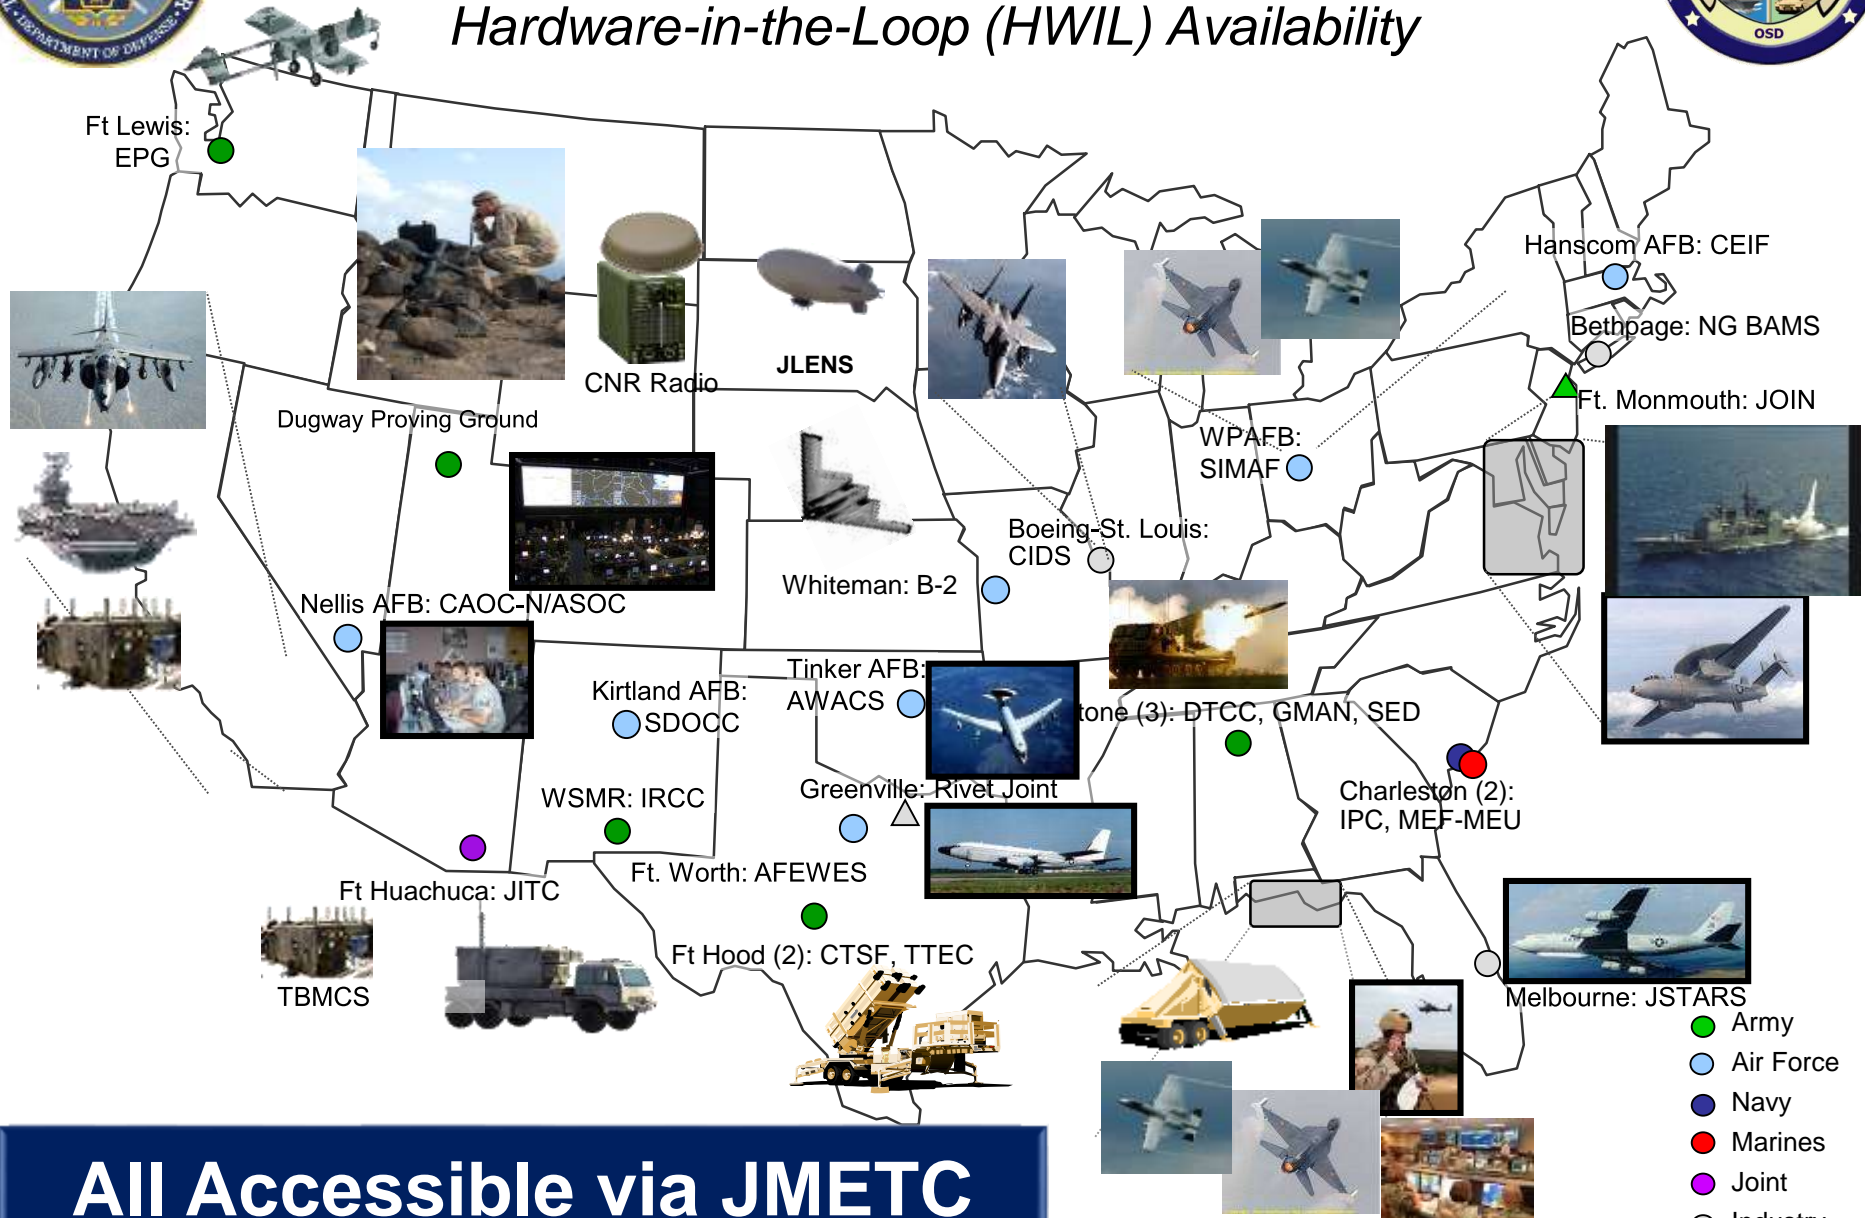 Hardware-in-the-Loop (HWIL) Availability
DEPARTMENT OF DEFENSE
OSD
Ft Lewis:
EPG
Hanscom AFB: CEIF
Bethpage: NG BAMS
JLENS
CNR Radio
Ft. Monmouth: JOIN
Dugway Proving Ground
WPAFB:
SIMAF
Boeing-St. Louis:
CIDS
Whiteman: B-2
Nellis AFB: CAOC-N/ASOC
Tinker AFB:
AWACS
Kirtland AFB:
SDOCC
tone (3): DTCC, GMAN, SED
Greenville: Rivet Joint
WSMR: IRCC
Charleston (2):
IPC, MEF-MEU
Ft. Worth: AFEWES
Ft Huachuca: JITC
Ft Hood (2): CTSF, TTEC
TBMCS
Melbourne: JSTARS
Army
Air Force
Navy
Marines
Joint
Industry
All Accessible via JMETC